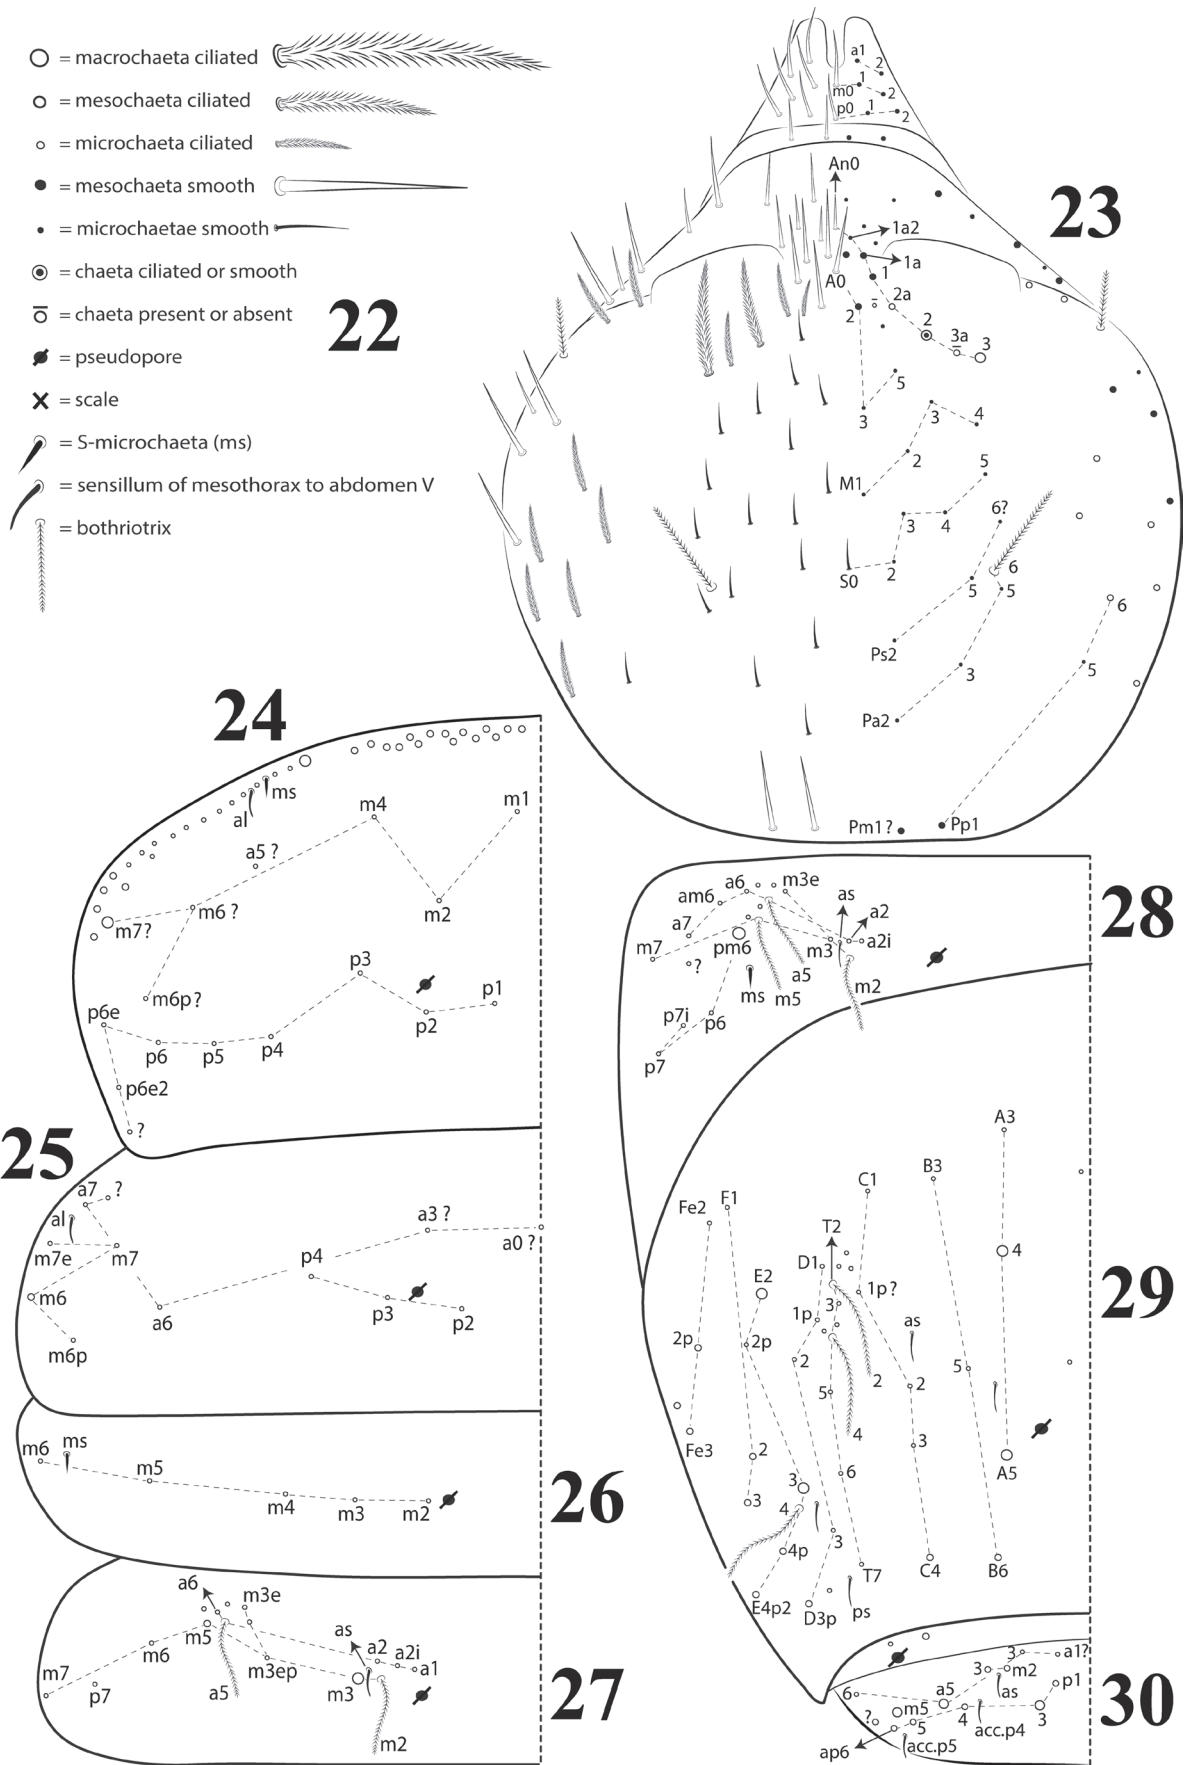 = macrochaeta ciliated
= mesochaeta ciliated
= microchaeta ciliated
= mesochaeta smooth
= microchaetae smooth
= chaeta ciliated or smooth
= chaeta present or absent
= pseudopore
= scale
= S-microchaeta (ms)
= sensillum of mesothorax to abdomen V
= bothriotrix
22
23
a1 2
m0 1 2
p0 1 2
An0
1a2
1a
A0 1
2a
2 2
3a 3
5
3 3 4
2 5
M1
3 4 6?
S0 2
6
5 5
6
Ps2
3 5
Pa2
Pm1? Pp1
24
ms
al
m4 m1
a5 ?
m6 ? m2
m7?
p3
m6p ?
p6e p1
p2
p6 p5 p4
p6e2
?
25
a7 ?
al
a3 ?
a0 ?
m7e m7
p4
m6
a6 p3 p2
m6p
26
m6 ms
m5
m4 m3 m2
27
a6 m3e
m5 as
m6 a2 a2i
a1
m7 m3ep
p7 a5 m3
m2
28
a6 m3e
am6 as
a7 a2
m7 pm6 m3 a2i
?
ms m5 a5 m2
p7i p6
p7
29
A3
B3
C1
Fe2 F1
T2
D1 4
E2 1p?
3
1p as
2p 2p
2 5
5 2 2
4 3
Fe3 2 A5
6
3 3
4
3
4p
T7 C4 B6
E4p2 D3p ps
30
3 a1?
3 m2
6 a5 as p1
? m5
5 4 3
acc.p4
ap6 acc.p5